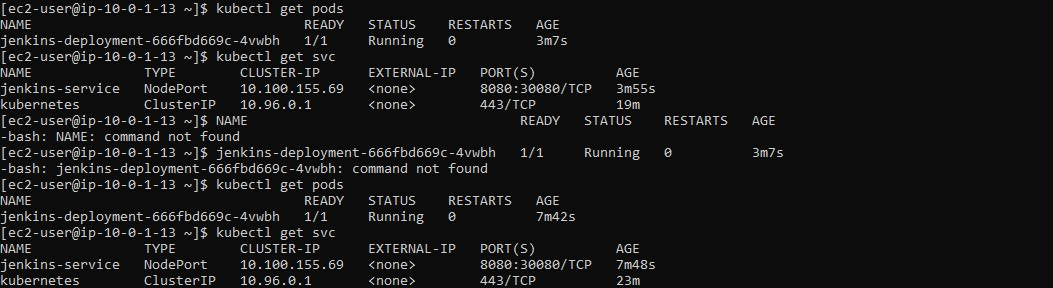 [ec2-user@ip-10-0-1-13 ~]$ kubectl get pods
NAME                                  READY   STATUS    RESTARTS   AGE
jenkins-deployment-666fbd669c-4vwbh   1/1     Running   0          3m7s
[ec2-user@ip-10-0-1-13 ~]$ kubectl get svc
NAME              TYPE        CLUSTER-IP      EXTERNAL-IP   PORT(S)          AGE
jenkins-service   NodePort    10.100.155.69   <none>        8080:30080/TCP   3m55s
kubernetes        ClusterIP   10.96.0.1       <none>        443/TCP          19m
[ec2-user@ip-10-0-1-13 ~]$ NAME                                  READY   STATUS    RESTARTS   AGE
-bash: NAME: command not found
[ec2-user@ip-10-0-1-13 ~]$ jenkins-deployment-666fbd669c-4vwbh   1/1     Running   0          3m7s
-bash: jenkins-deployment-666fbd669c-4vwbh: command not found
[ec2-user@ip-10-0-1-13 ~]$ kubectl get pods
NAME                                  READY   STATUS    RESTARTS   AGE
jenkins-deployment-666fbd669c-4vwbh   1/1     Running   0          7m42s
[ec2-user@ip-10-0-1-13 ~]$ kubectl get svc
NAME              TYPE        CLUSTER-IP      EXTERNAL-IP   PORT(S)          AGE
jenkins-service   NodePort    10.100.155.69   <none>        8080:30080/TCP   7m48s
kubernetes        ClusterIP   10.96.0.1       <none>        443/TCP          23m